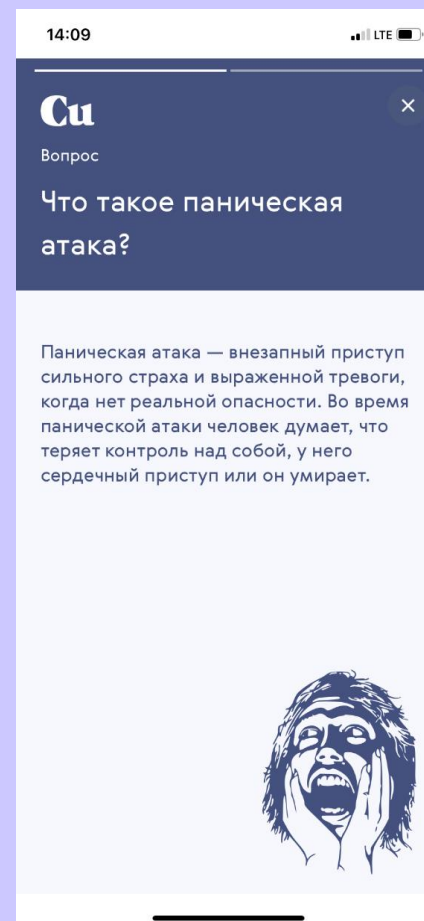 14:09
LTE
Cu
Вопрос
Что такое паническая
атака?
Паническая атака — внезапный приступ
сильного страха и выраженной тревоги,
когда нет реальной опасности. Во время
панической атаки человек думает, что
теряет контроль над собой, у него
сердечный приступ или он умирает.